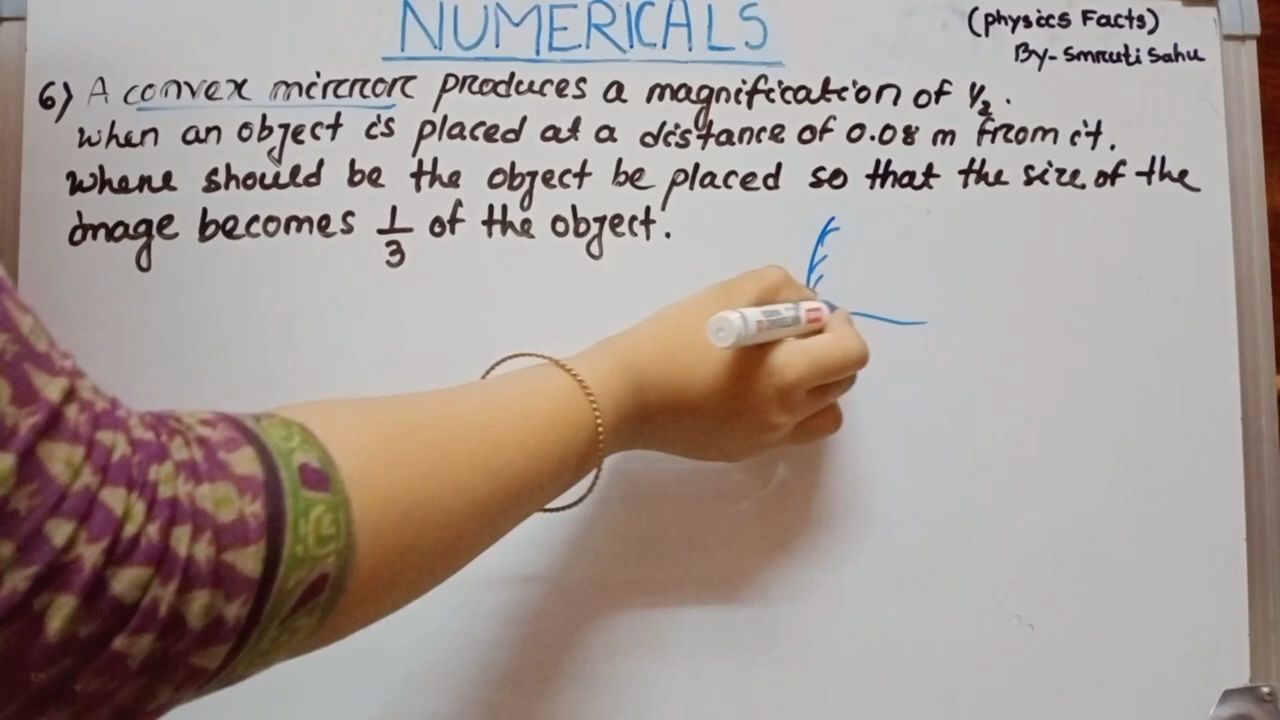 NUMERICALS
(physics Facts)
By- Smruti Sahu
6) A convex mirror produces a magnification of 1/2.
when an object is placed at a distance of 0.08 m from it.
where should be the object be placed so that the size of the
image becomes 1/3 of the object.